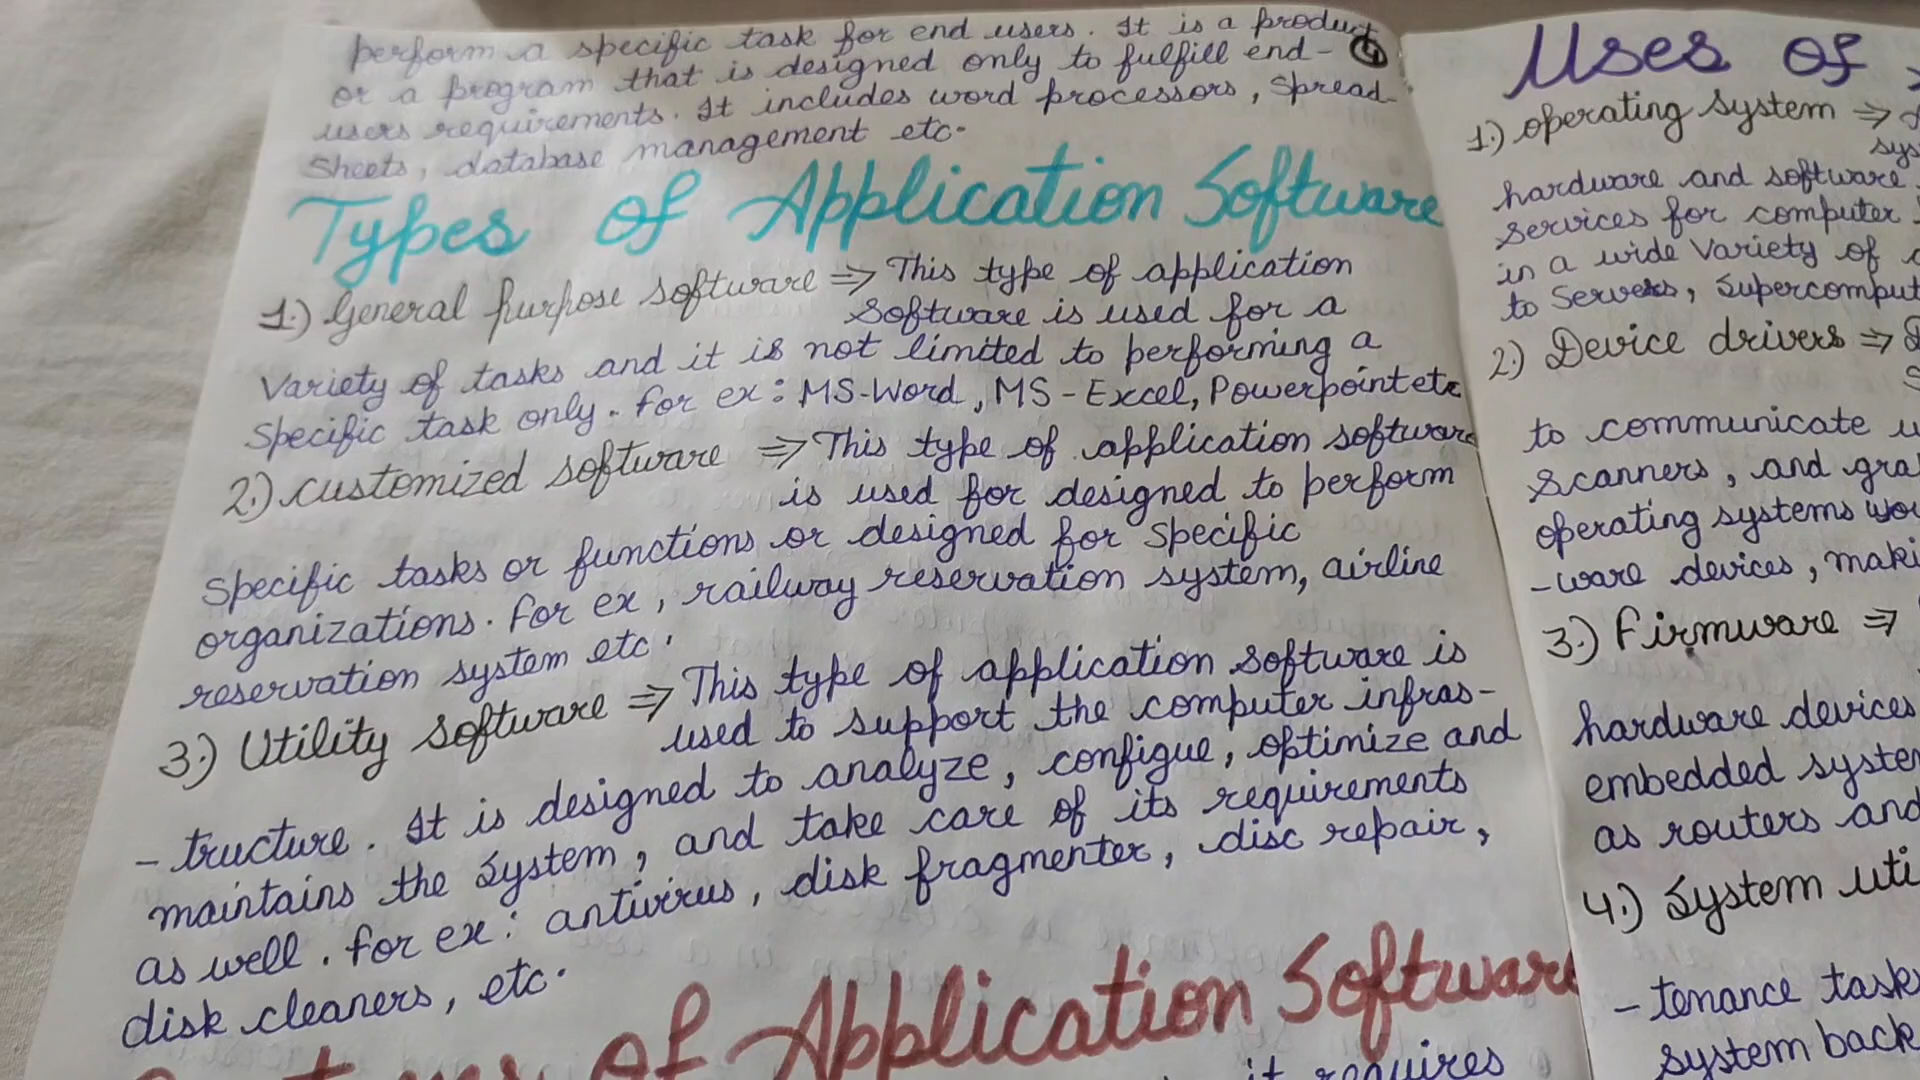 perform a specific task for end users. It is a product
4
or a program that is designed only to fulfill end-
users requirements. It includes word processors, Spread-
Sheets, database management etc.
Types of Application Software
1.) General purpose software ⇒ This type of application
Software is used for a
Variety of tasks and it is not limited to performing a
Specific task only. For ex: MS-Word, MS-Excel, Powerpoint etc
2.) customized software ⇒ This type of application software
is used for designed to perform
Specific tasks or functions or designed for specific
organizations. For ex, railway reservation system, airline
reservation system etc.
3.) Utility software ⇒ This type of application software is
used to support the computer infras-
-tructure. It is designed to analyze, configue, optimize and
maintains the system, and take care of its requirements
as well. For ex: antivirus, disk fragmenter, disc repair,
disk cleaners, etc.
of Application Software
it requires
Uses of
1.) operating system ⇒
hardware and software
services for computer
in a wide Variety of
to Servers, Supercomput
2.) Device drivers ⇒
to communicate
scanners, and gra
operating systems wo
-ware devices, maki
3.) Firmware ⇒
hardware devices
embedded system
as routers and
4.) System uti
-tenance tasks
system back